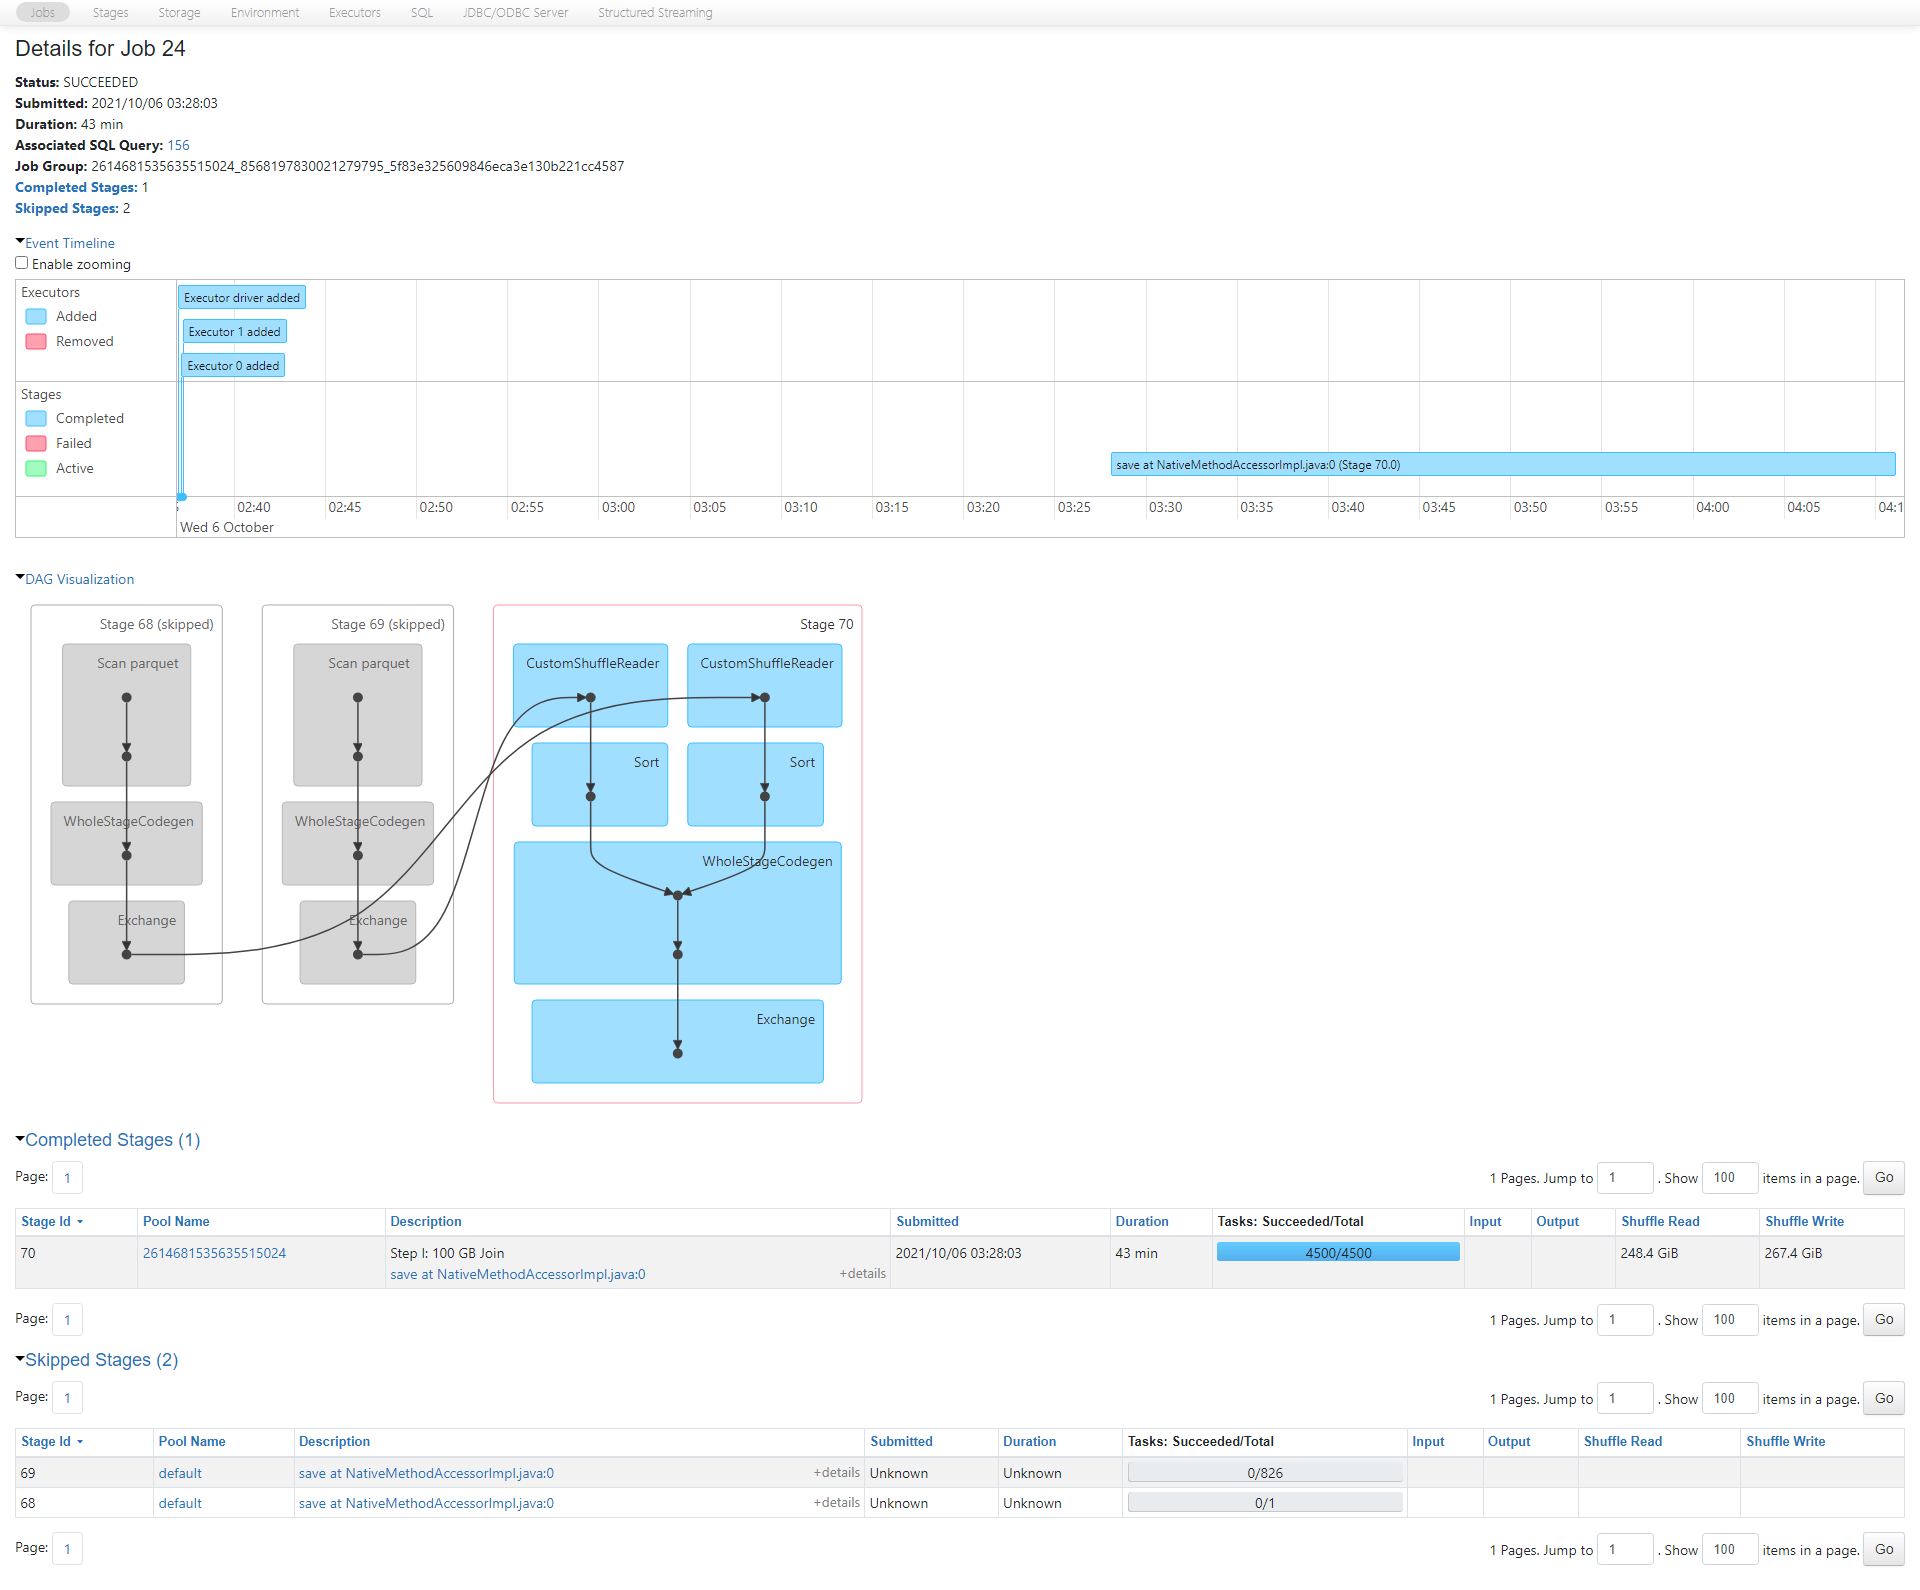 Jobs Stages Storage Environment Executors SQL JDBC/ODBC Server Structured Streaming
Details for Job 24
Status: SUCCEEDED
Submitted: 2021/10/06 03:28:03
Duration: 43 min
Associated SQL Query: 156
Job Group: 2614681535635515024_8568197830021279795_5f83e325609846eca3e130b221cc4587
Completed Stages: 1
Skipped Stages: 2
Event Timeline
Enable zooming
Executors
Added
Removed
Executor driver added
Executor 1 added
Executor 0 added
Stages
Completed
Failed
Active
save at NativeMethodAccessorImpl.java:0 (Stage 70.0)
02:40 02:45 02:50 02:55 03:00 03:05 03:10 03:15 03:20 03:25 03:30 03:35 03:40 03:45 03:50 03:55 04:00 04:05 04:1
Wed 6 October
DAG Visualization
Stage 68 (skipped)
Scan parquet
WholeStageCodegen
Exchange
Stage 69 (skipped)
Scan parquet
WholeStageCodegen
Exchange
Stage 70
CustomShuffleReader CustomShuffleReader
Sort Sort
WholeStageCodegen
Exchange
Completed Stages (1)
Page: 1 1 Pages. Jump to 1 . Show 100 items in a page. Go
Stage Id Pool Name Description Submitted Duration Tasks: Succeeded/Total Input Output Shuffle Read Shuffle Write
70 2614681535635515024 Step I: 100 GB Join 2021/10/06 03:28:03 43 min 4500/4500 248.4 GiB 267.4 GiB
save at NativeMethodAccessorImpl.java:0 +details
Page: 1 1 Pages. Jump to 1 . Show 100 items in a page. Go
Skipped Stages (2)
Page: 1 1 Pages. Jump to 1 . Show 100 items in a page. Go
Stage Id Pool Name Description Submitted Duration Tasks: Succeeded/Total Input Output Shuffle Read Shuffle Write
69 default save at NativeMethodAccessorImpl.java:0 +details Unknown Unknown 0/826
68 default save at NativeMethodAccessorImpl.java:0 +details Unknown Unknown 0/1
Page: 1 1 Pages. Jump to 1 . Show 100 items in a page. Go